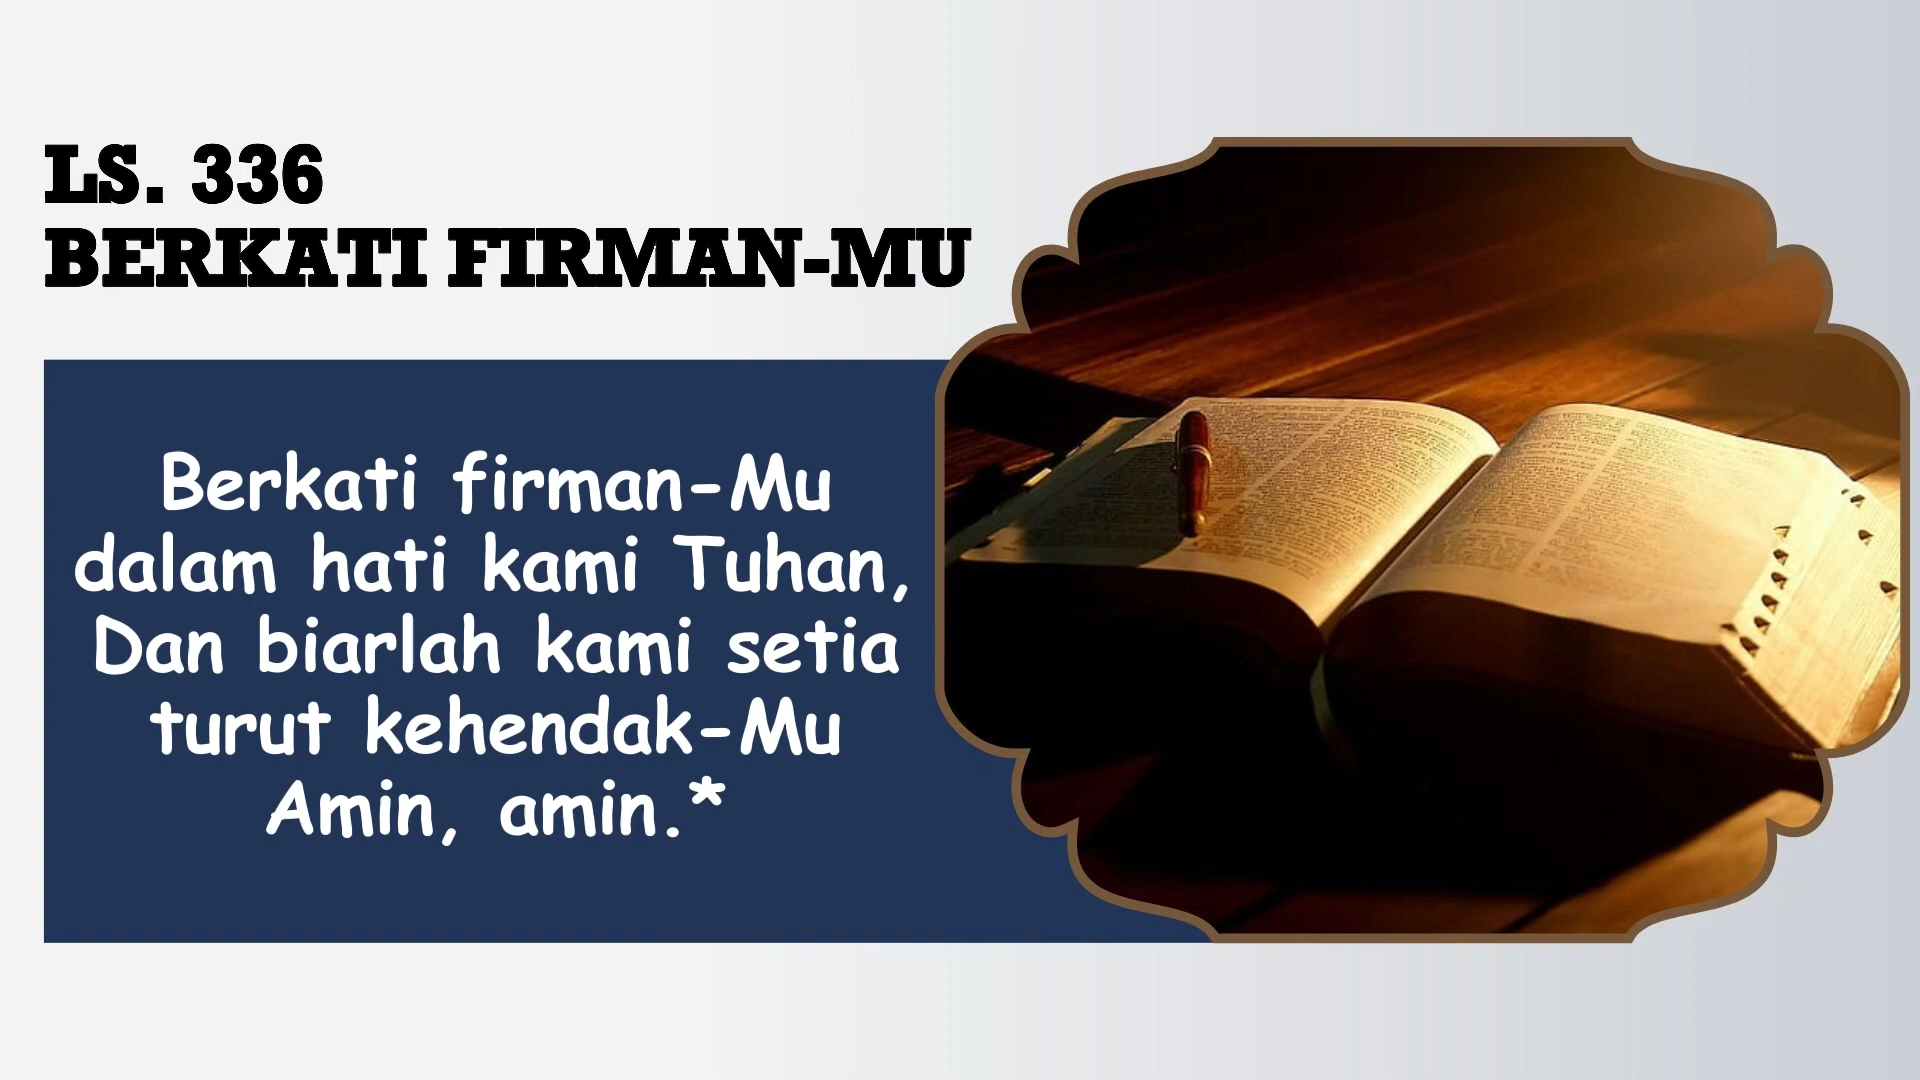 LS. 336
BERKATI FIRMAN-MU
Berkati firman-Mu
dalam hati kami Tuhan,
Dan biarlah kami setia
turut kehendak-Mu
Amin, amin.*